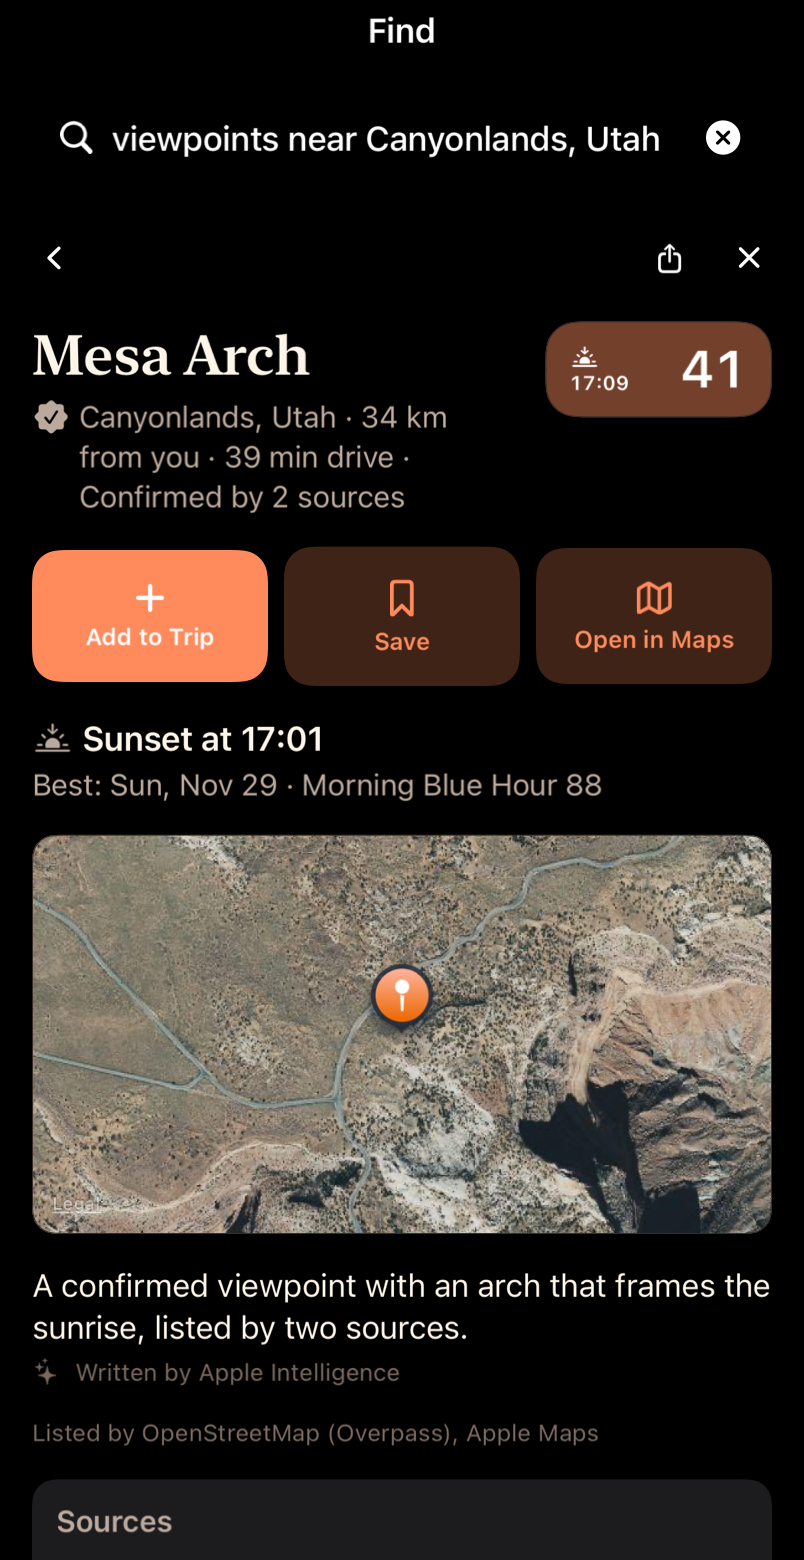 Find
viewpoints near Canyonlands, Utah
Mesa Arch
17:09
41
Canyonlands, Utah · 34 km
from you · 39 min drive ·
Confirmed by 2 sources
Add to Trip
Save
Open in Maps
Sunset at 17:01
Best: Sun, Nov 29 · Morning Blue Hour 88
Legal
A confirmed viewpoint with an arch that frames the
sunrise, listed by two sources.
Written by Apple Intelligence
Listed by OpenStreetMap (Overpass), Apple Maps
Sources